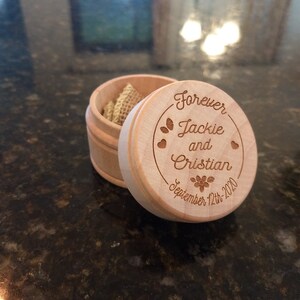 Forever
Jackie
and
Cristian
September 12th 2020